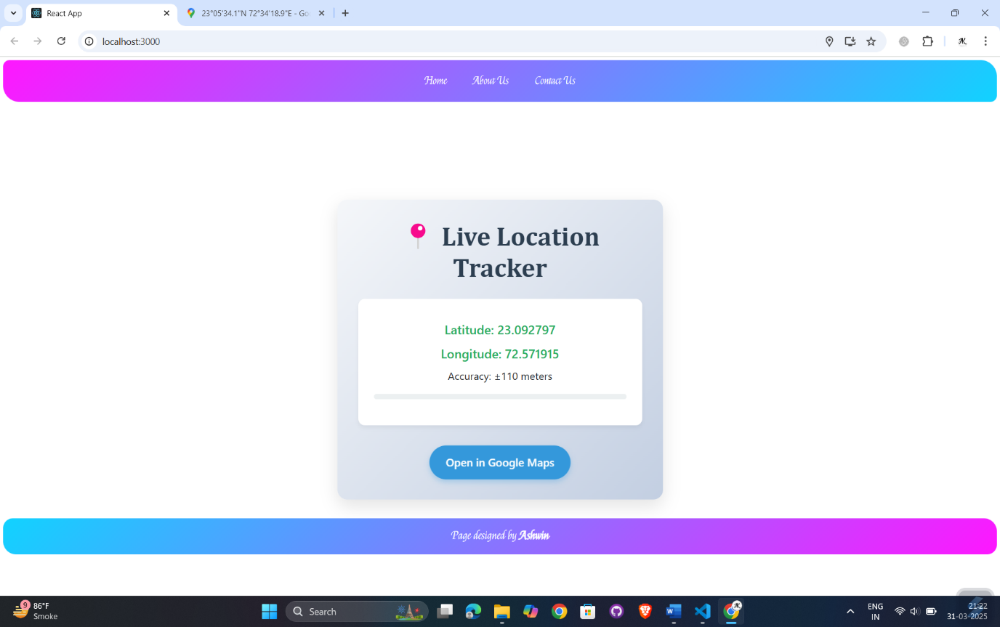 React App
23°05'34.1"N 72°34'18.9"E - Go
localhost:3000
Home About Us Contact Us
Live Location
Tracker
Latitude: 23.092797
Longitude: 72.571915
Accuracy: ±110 meters
Open in Google Maps
Page designed by Ashwin
9
86°F
Smoke
Search
W
ENG
IN
21:22
31-03-2025